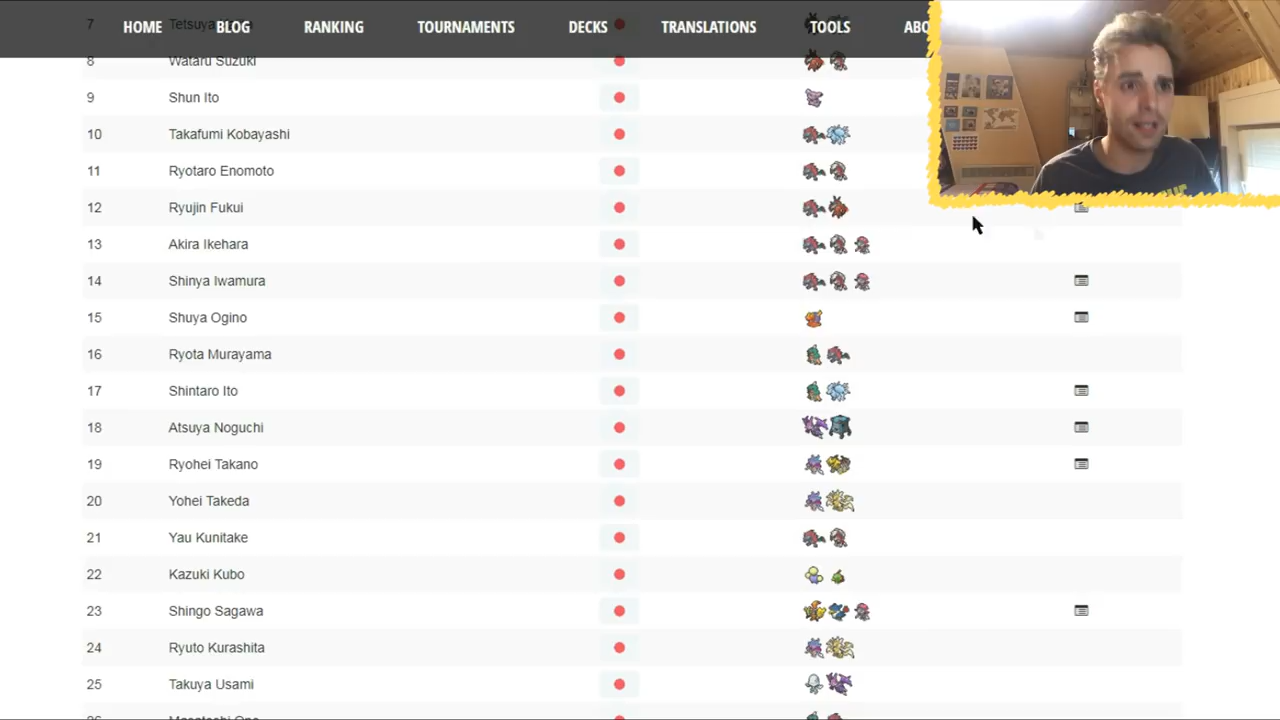 HOME BLOG RANKING TOURNAMENTS DECKS TRANSLATIONS TOOLS
7
8 Wataru Suzuki
9 Shun Ito
10 Takafumi Kobayashi
11 Ryotaro Enomoto
12 Ryujin Fukui
13 Akira Ikehara
14 Shinya Iwamura
15 Shuya Ogino
16 Ryota Murayama
17 Shintaro Ito
18 Atsuya Noguchi
19 Ryohei Takano
20 Yohei Takeda
21 Yau Kunitake
22 Kazuki Kubo
23 Shingo Sagawa
24 Ryuto Kurashita
25 Takuya Usami